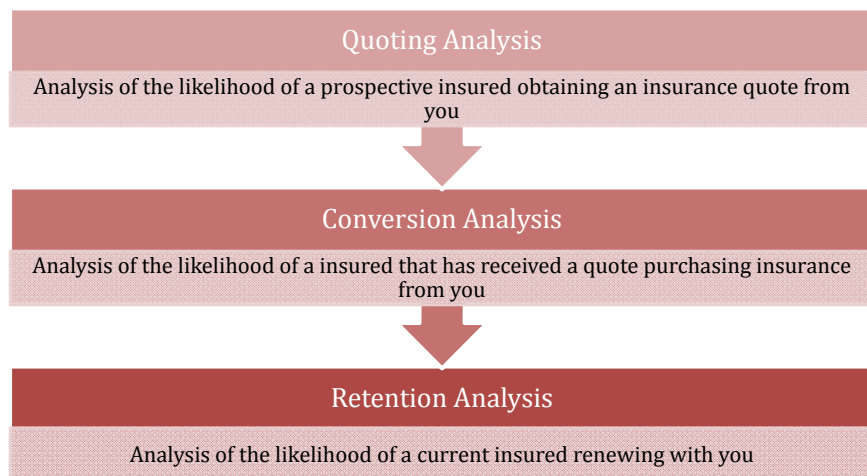 Quoting Analysis
Analysis of the likelihood of a prospective insured obtaining an insurance quote from
you
Conversion Analysis
Analysis of the likelihood of a insured that has received a quote purchasing insurance
from you
Retention Analysis
Analysis of the likelihood of a current insured renewing with you